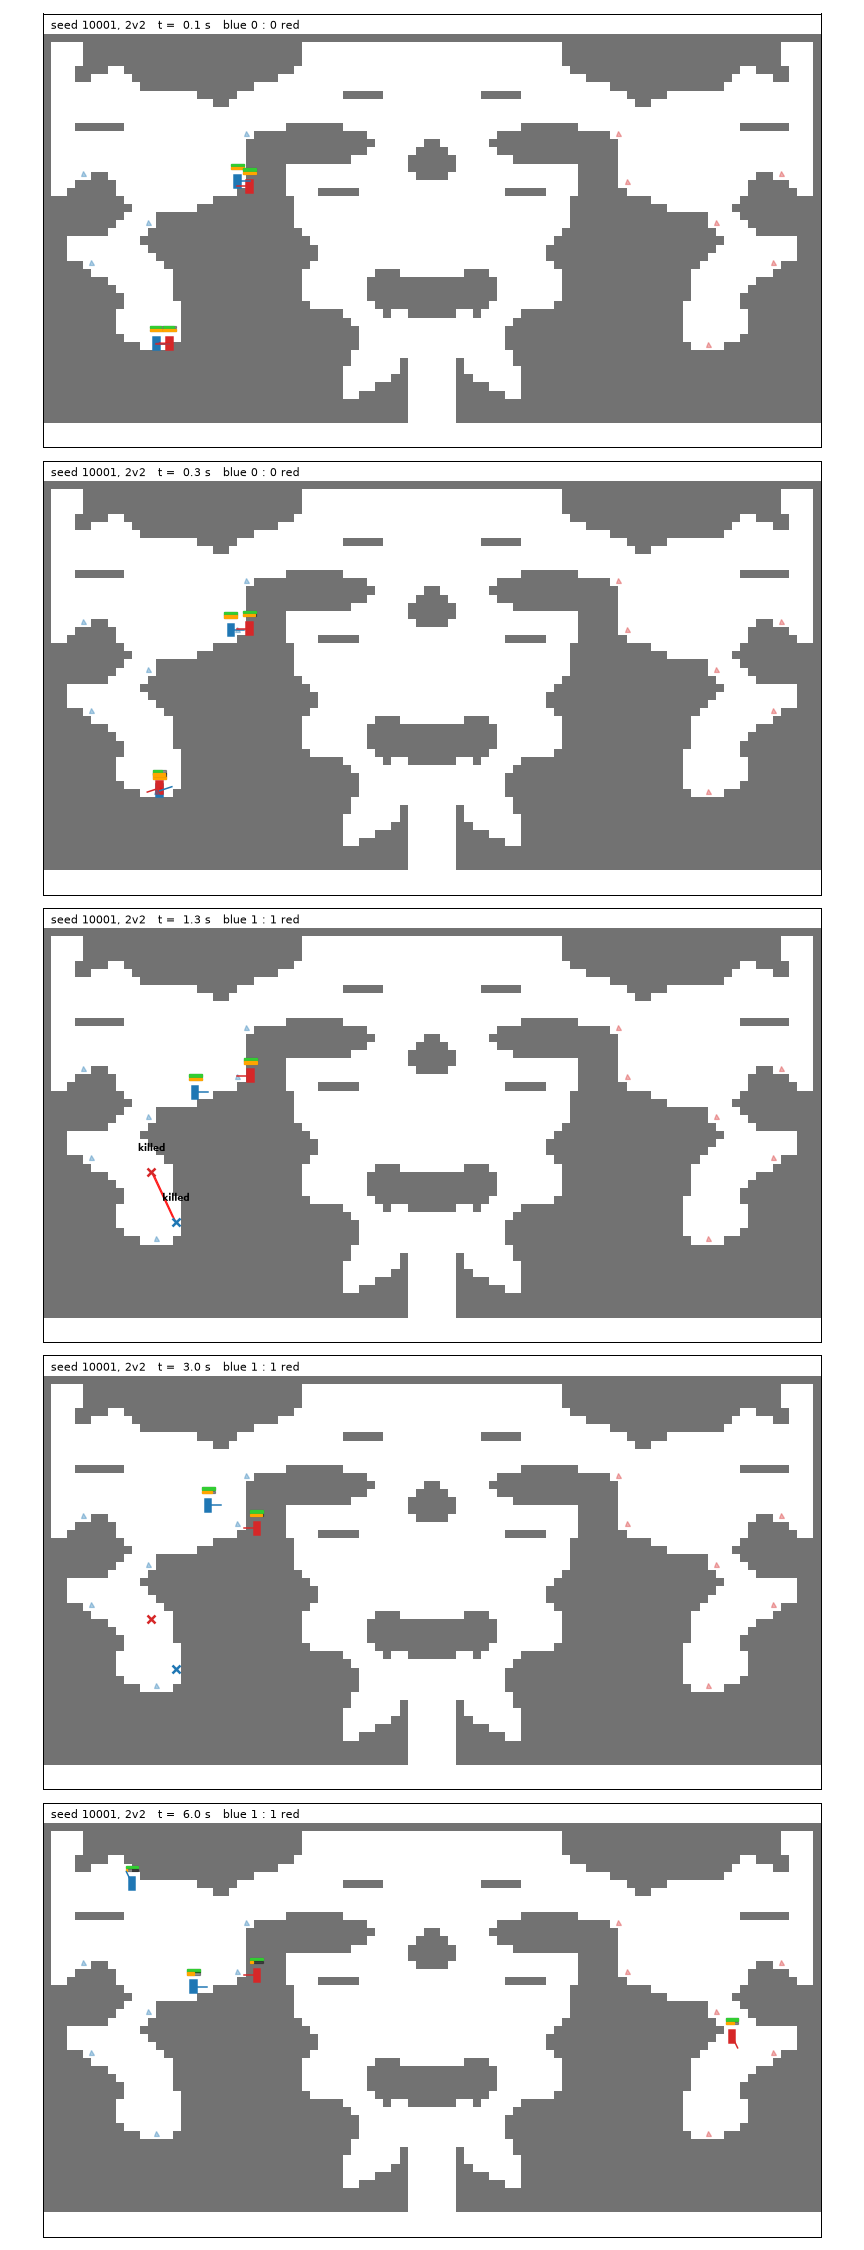 seed 10001, 2v2 t = 0.1 s blue 0 : 0 red
seed 10001, 2v2 t = 0.3 s blue 0 : 0 red
seed 10001, 2v2 t = 1.3 s blue 1 : 1 red
killed
killed
seed 10001, 2v2 t = 3.0 s blue 1 : 1 red
seed 10001, 2v2 t = 6.0 s blue 1 : 1 red